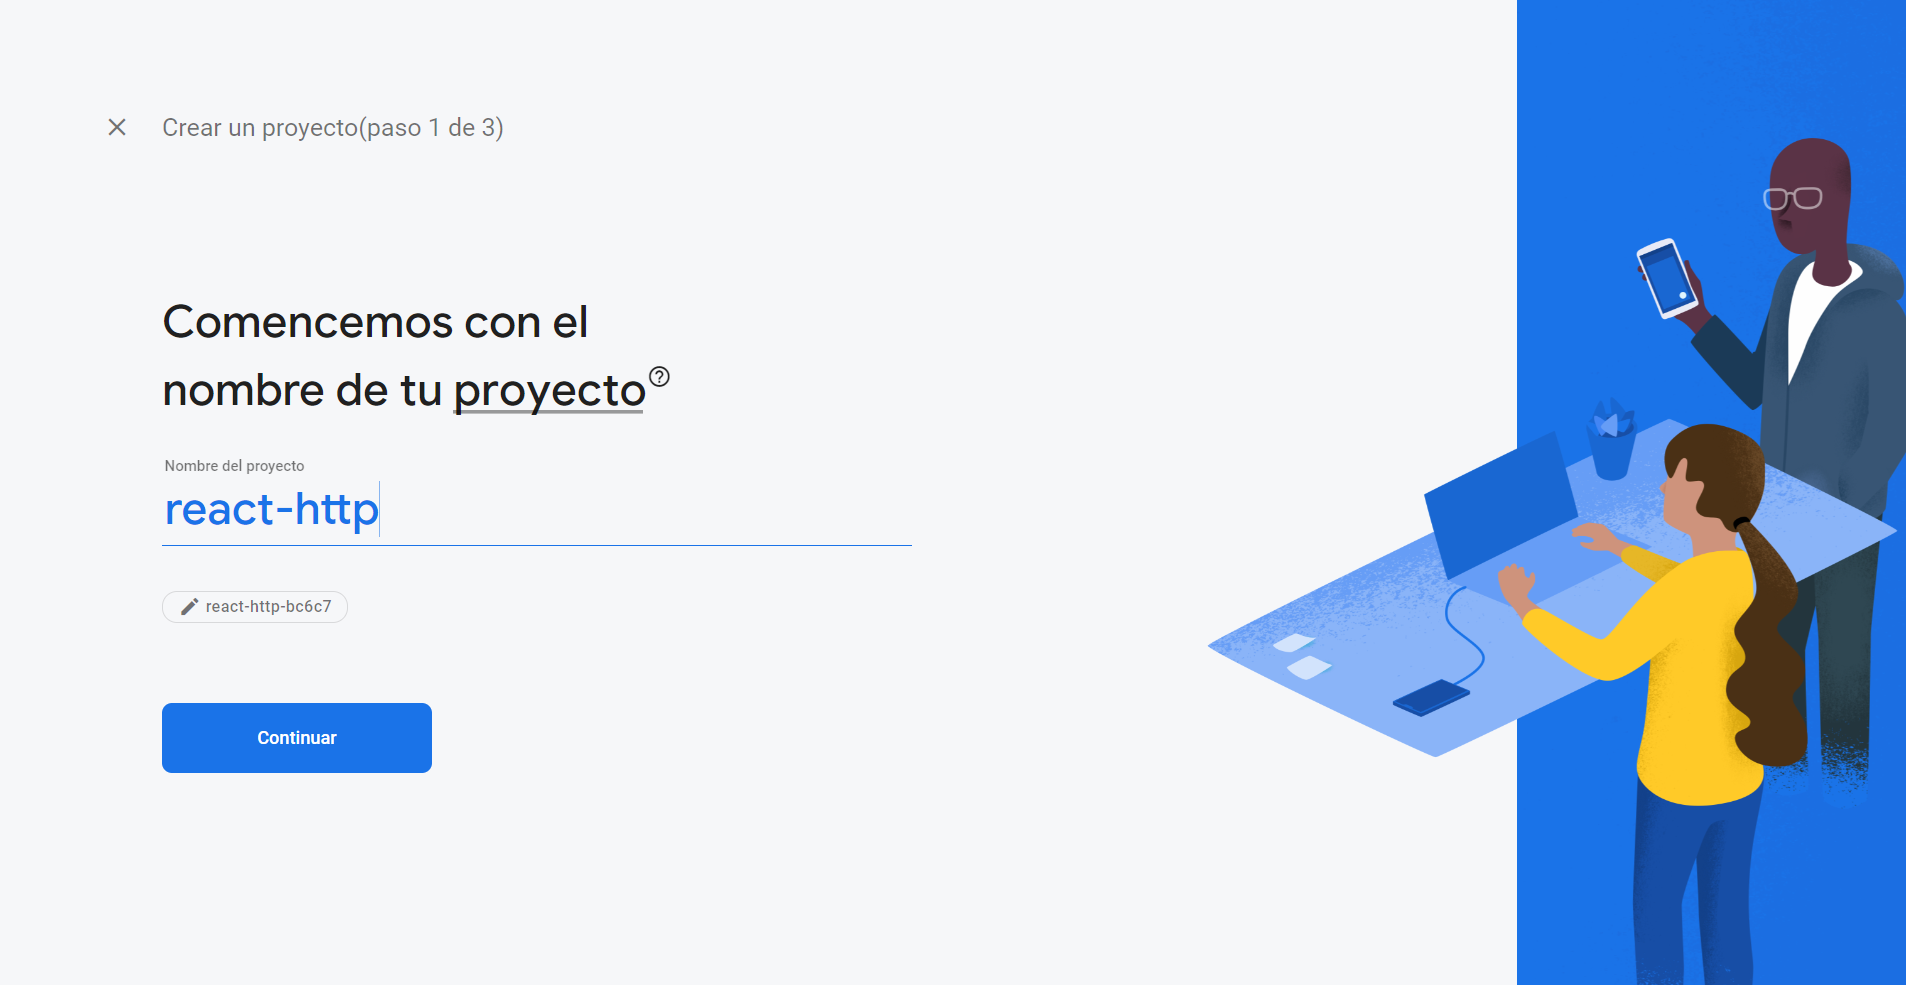 Crear un proyecto(paso 1 de 3)
Comencemos con el
nombre de tu proyecto
Nombre del proyecto
react-http
react-http-bc6c7
Continuar